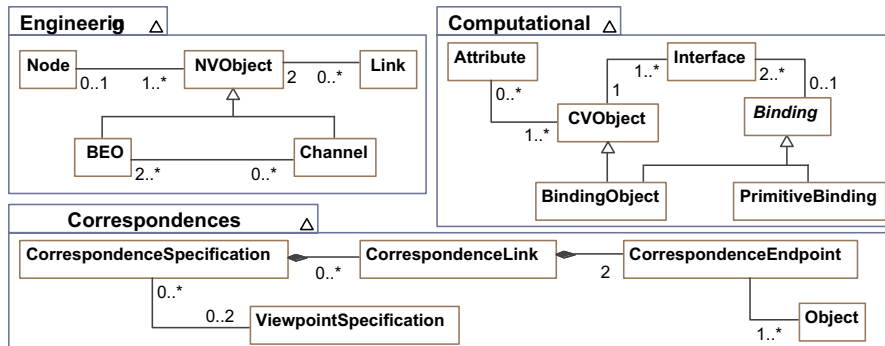 Engineering
Computational
Node
NVObject
Link
0..1
1..*
2
0..*
BEO
Channel
2..*
0..*
Attribute
Interface
0..*
1..*
1
1..*
2..*
0..1
CVObject
Binding
BindingObject
PrimitiveBinding
Correspondences
CorrespondenceSpecification
CorrespondenceLink
CorrespondenceEndpoint
0..*
2
0..*
0..2
ViewpointSpecification
Object
1..*